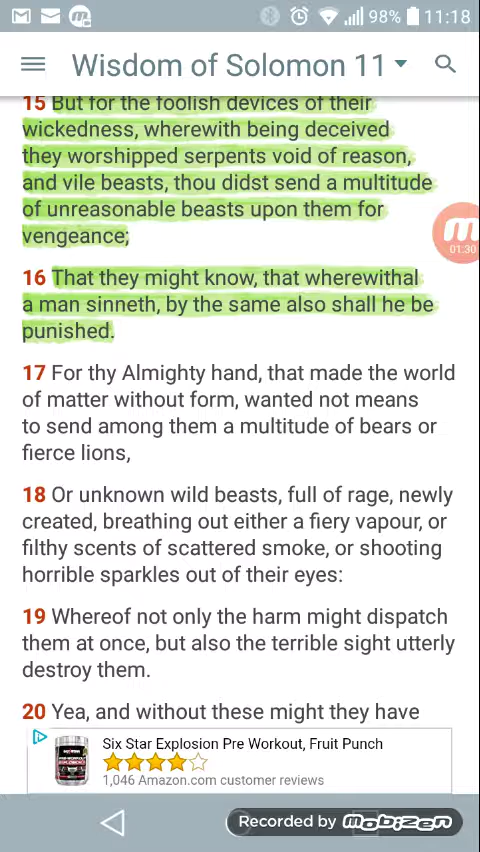 98% 11:18
Wisdom of Solomon 11
15 But for the foolish devices of their
wickedness, wherewith being deceived
they worshipped serpents void of reason,
and vile beasts, thou didst send a multitude
of unreasonable beasts upon them for
vengeance;
01:30
16 That they might know, that wherewithal
a man sinneth, by the same also shall he be
punished.
17 For thy Almighty hand, that made the world
of matter without form, wanted not means
to send among them a multitude of bears or
fierce lions,
18 Or unknown wild beasts, full of rage, newly
created, breathing out either a fiery vapour, or
filthy scents of scattered smoke, or shooting
horrible sparkles out of their eyes:
19 Whereof not only the harm might dispatch
them at once, but also the terrible sight utterly
destroy them.
20 Yea, and without these might they have
Six Star Explosion Pre Workout, Fruit Punch
1,046 Amazon.com customer reviews
Recorded by mobizen